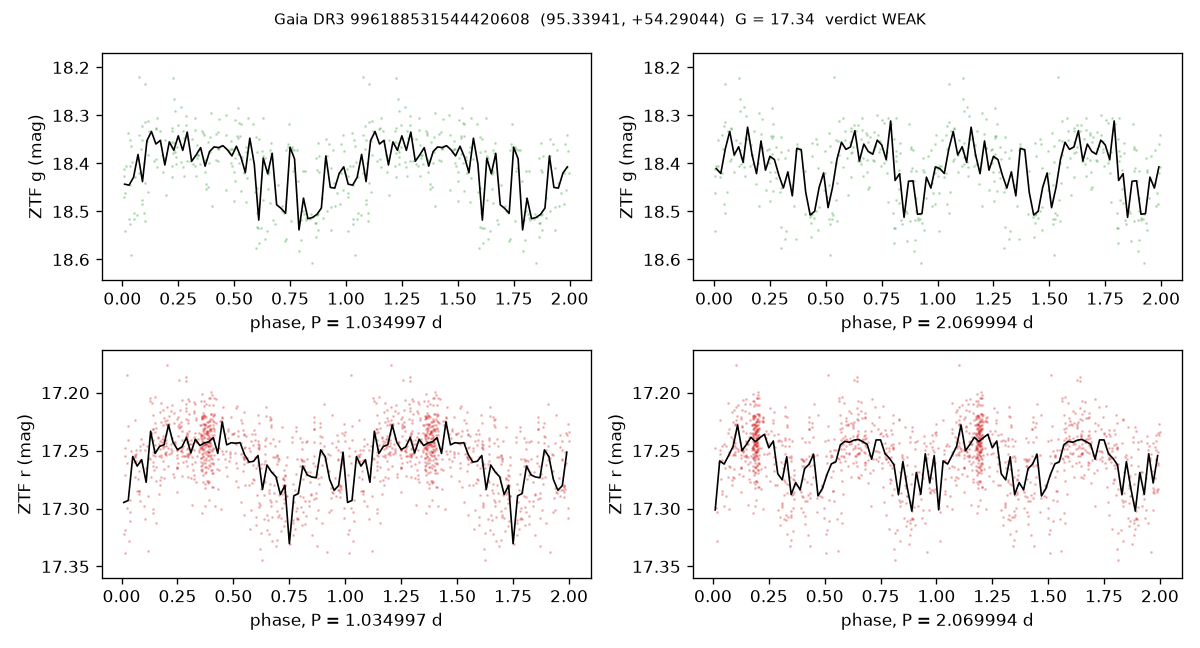 Gaia DR3 996188531544420608 (95.33941, +54.29044) G = 17.34 verdict WEAK
18.2
18.3
18.4
18.5
18.6
ZTF g (mag)
0.00 0.25 0.50 0.75 1.00 1.25 1.50 1.75 2.00
phase, P = 1.034997 d
18.2
18.3
18.4
18.5
18.6
ZTF g (mag)
0.00 0.25 0.50 0.75 1.00 1.25 1.50 1.75 2.00
phase, P = 2.069994 d
17.20
17.25
17.30
17.35
ZTF r (mag)
0.00 0.25 0.50 0.75 1.00 1.25 1.50 1.75 2.00
phase, P = 1.034997 d
17.20
17.25
17.30
17.35
ZTF r (mag)
0.00 0.25 0.50 0.75 1.00 1.25 1.50 1.75 2.00
phase, P = 2.069994 d